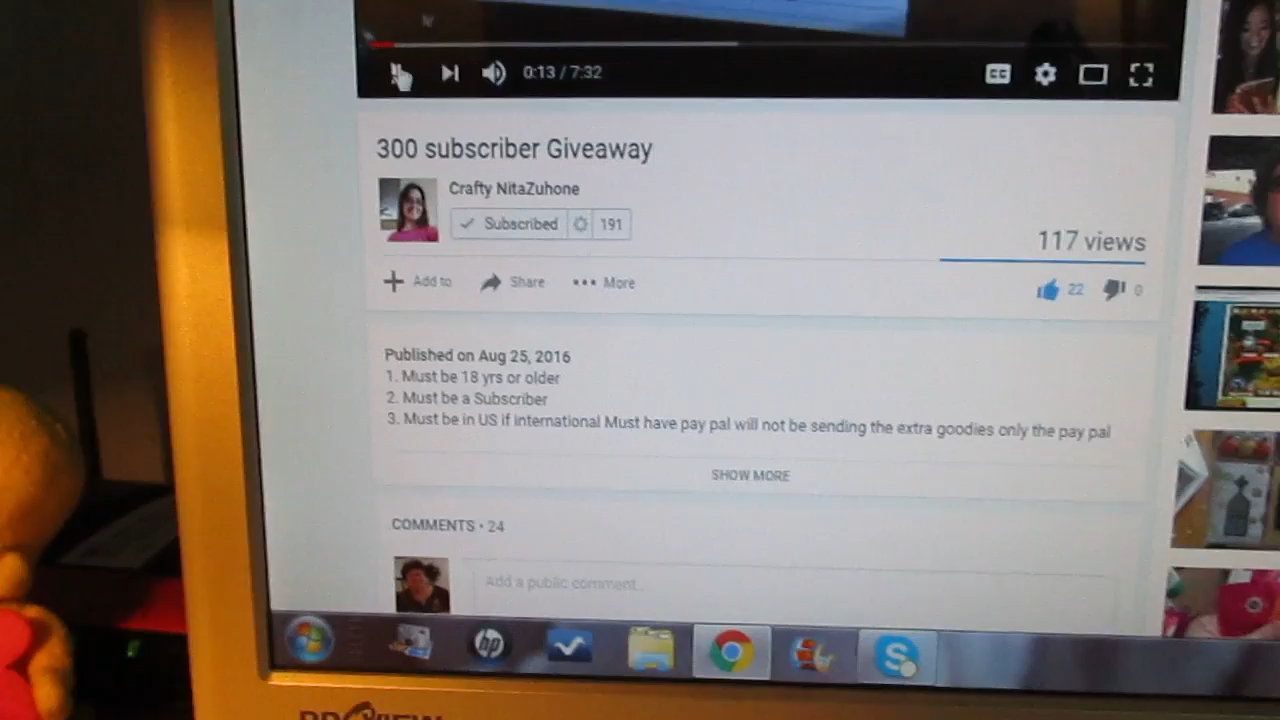 0:13 / 7:32
CC
300 subscriber Giveaway
Crafty NitaZuhone
Subscribed 191
117 views
Add to Share More
22 0
Published on Aug 25, 2016
1. Must be 18 yrs or older
2. Must be a Subscriber
3. Must be in US if international Must have pay pal will not be sending the extra goodies only the pay pal
SHOW MORE
COMMENTS • 24
Add a public comment...
hp
S